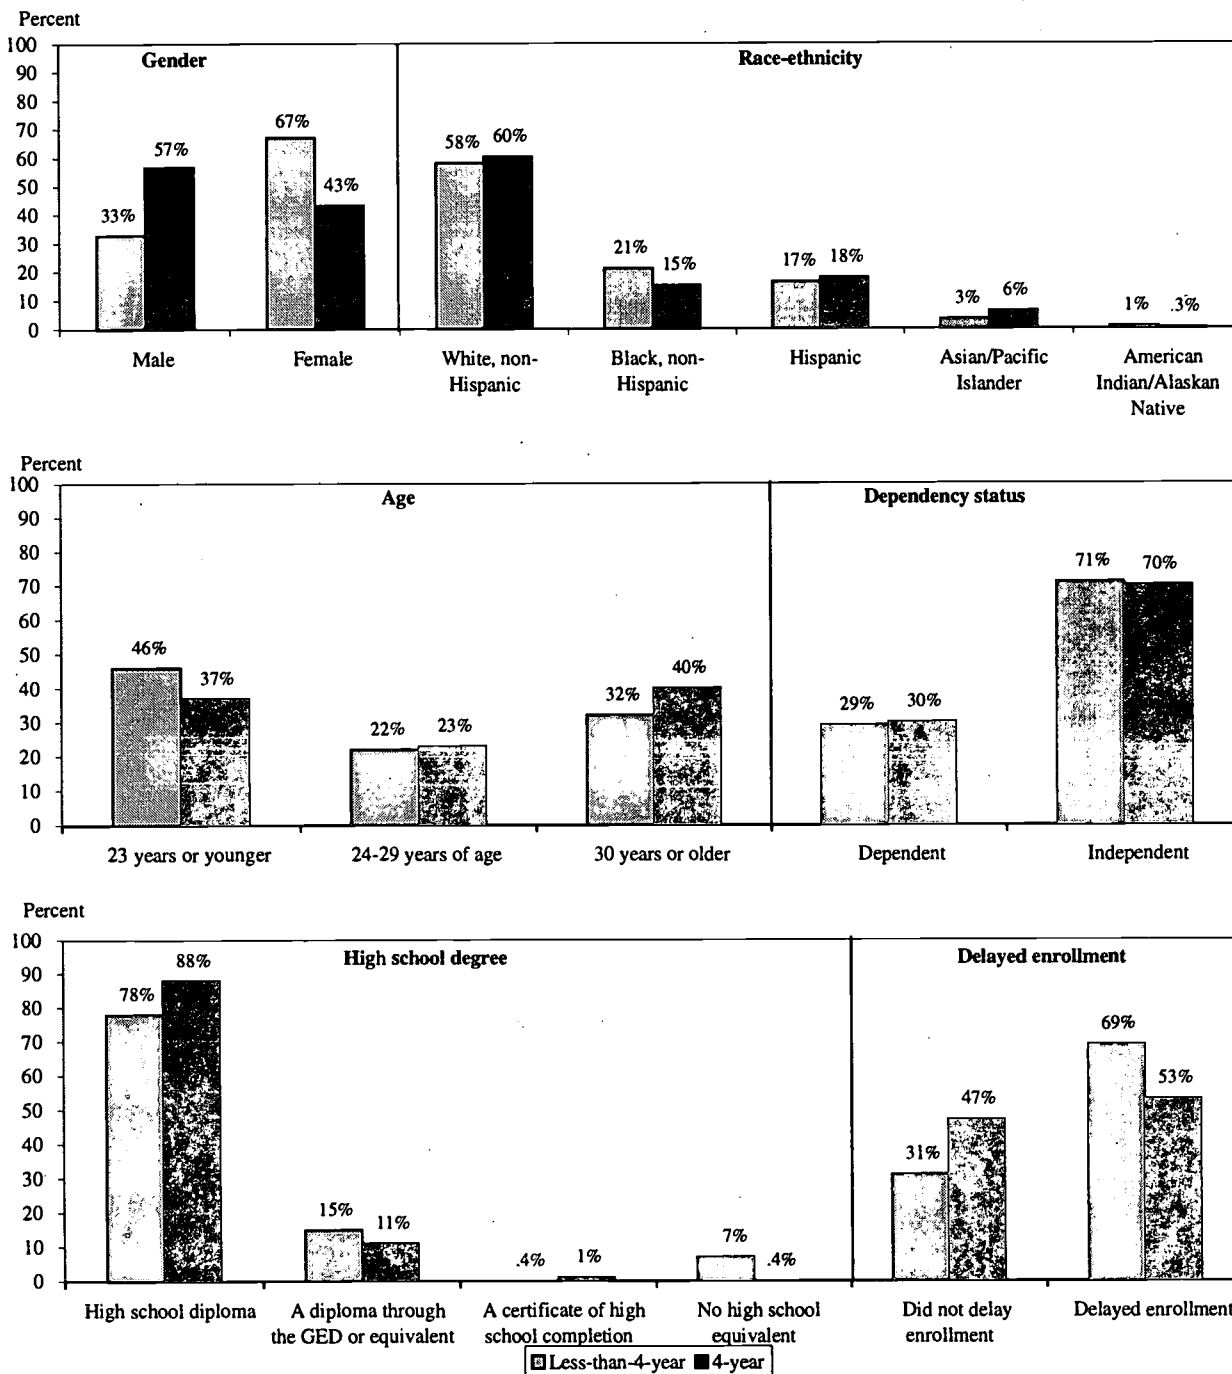 Percent
100
90
80
70
60
50
40
30
20
10
0
Gender
Race-ethnicity
33%
57%
67%
43%
58%
60%
21%
15%
17%
18%
3%
6%
1%
.3%
Male
Female
White, non-
Hispanic
Black, non-
Hispanic
Hispanic
Asian/Pacific
Islander
American
Indian/Alaskan
Native
Percent
100
90
80
70
60
50
40
30
20
10
0
Age
Dependency status
46%
37%
22%
23%
32%
40%
29%
30%
71%
70%
23 years or younger
24-29 years of age
30 years or older
Dependent
Independent
Percent
100
90
80
70
60
50
40
30
20
10
0
High school degree
Delayed enrollment
78%
88%
15%
11%
.4%
1%
7%
.4%
31%
47%
69%
53%
High school diploma
A diploma through
the GED or equivalent
A certificate of high
school completion
No high school
equivalent
Did not delay
enrollment
Delayed enrollment
Less-than-4-year 4-year